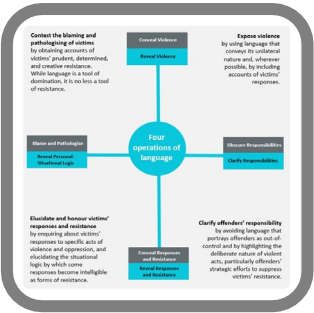 Contest the blaming and
pathologising of victims
by obtaining accounts of
victims' prudent, determined,
and creative resistance.
While language is a tool of
domination, it is no less a tool
of resistance.
Conceal Violence
Reveal Violence
Expose violence
by using language that
conveys its unilateral
nature and, wherever
possible, by including
accounts of victims'
responses.
Blame and Pathologise
Reveal Personal-
Situational Logic
Four
operations of
language
Obscure Responsibilities
Clarify Responsibilities
Elucidate and honour victims'
responses and resistance
by enquiring about victims'
responses to specific acts of
violence and oppression, and
elucidating the situational
logic by which some
responses become intelligible
as forms of resistance.
Conceal Responses
and Resistance
Reveal Responses
and Resistance
Clarify offenders' responsibility
by avoiding language that
portrays offenders as out-of-
control and by highlighting the
deliberate nature of violent
acts, particularly offenders'
strategic efforts to suppress
victims' resistance.